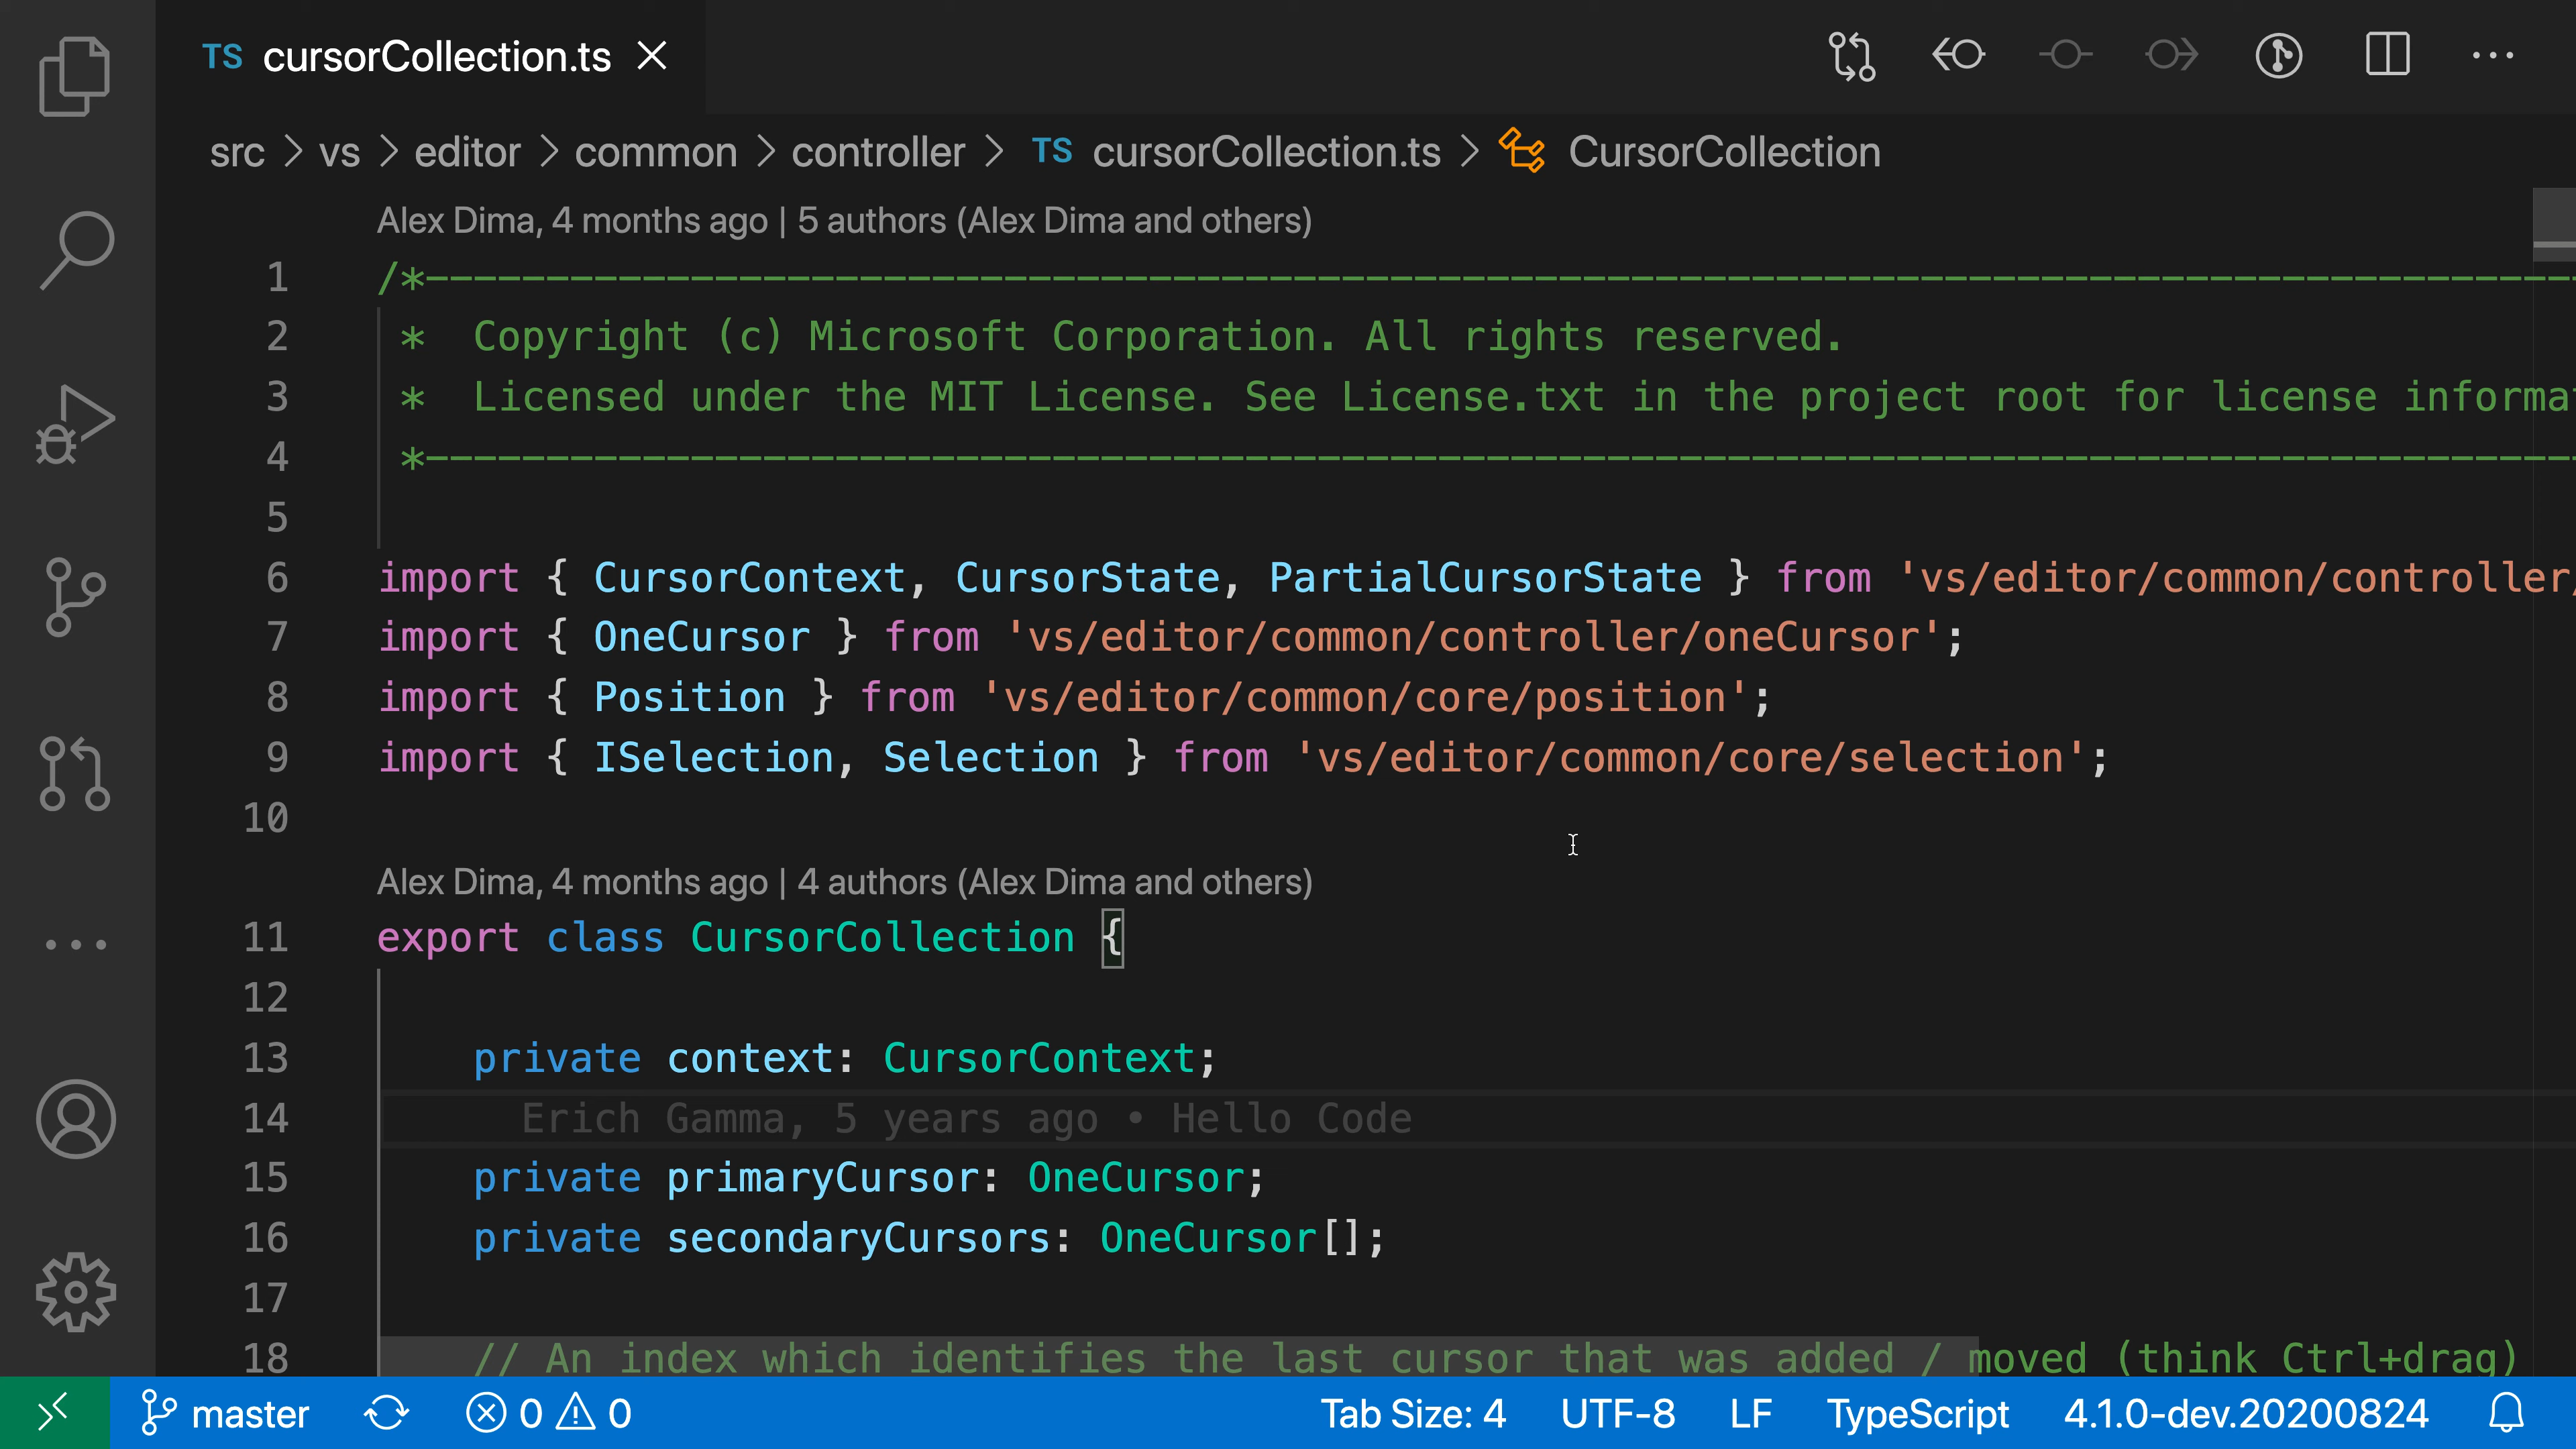 TS cursorCollection.ts
src > vs > editor > common > controller > TS cursorCollection.ts > CursorCollection
Alex Dima, 4 months ago | 5 authors (Alex Dima and others)
1 /*------------------------------------------------------------------------------------------
2 * Copyright (c) Microsoft Corporation. All rights reserved.
3 * Licensed under the MIT License. See License.txt in the project root for license informa
4 *------------------------------------------------------------------------------------------
5
6 import { CursorContext, CursorState, PartialCursorState } from 'vs/editor/common/controller/
7 import { OneCursor } from 'vs/editor/common/controller/oneCursor';
8 import { Position } from 'vs/editor/common/core/position';
9 import { ISelection, Selection } from 'vs/editor/common/core/selection';
10
Alex Dima, 4 months ago | 4 authors (Alex Dima and others)
11 export class CursorCollection {
12
13 private context: CursorContext;
14 Erich Gamma, 5 years ago • Hello Code
15 private primaryCursor: OneCursor;
16 private secondaryCursors: OneCursor[];
17
18 // An index which identifies the last cursor that was added / moved (think Ctrl+drag)
master 0 0 Tab Size: 4 UTF-8 LF TypeScript 4.1.0-dev.20200824